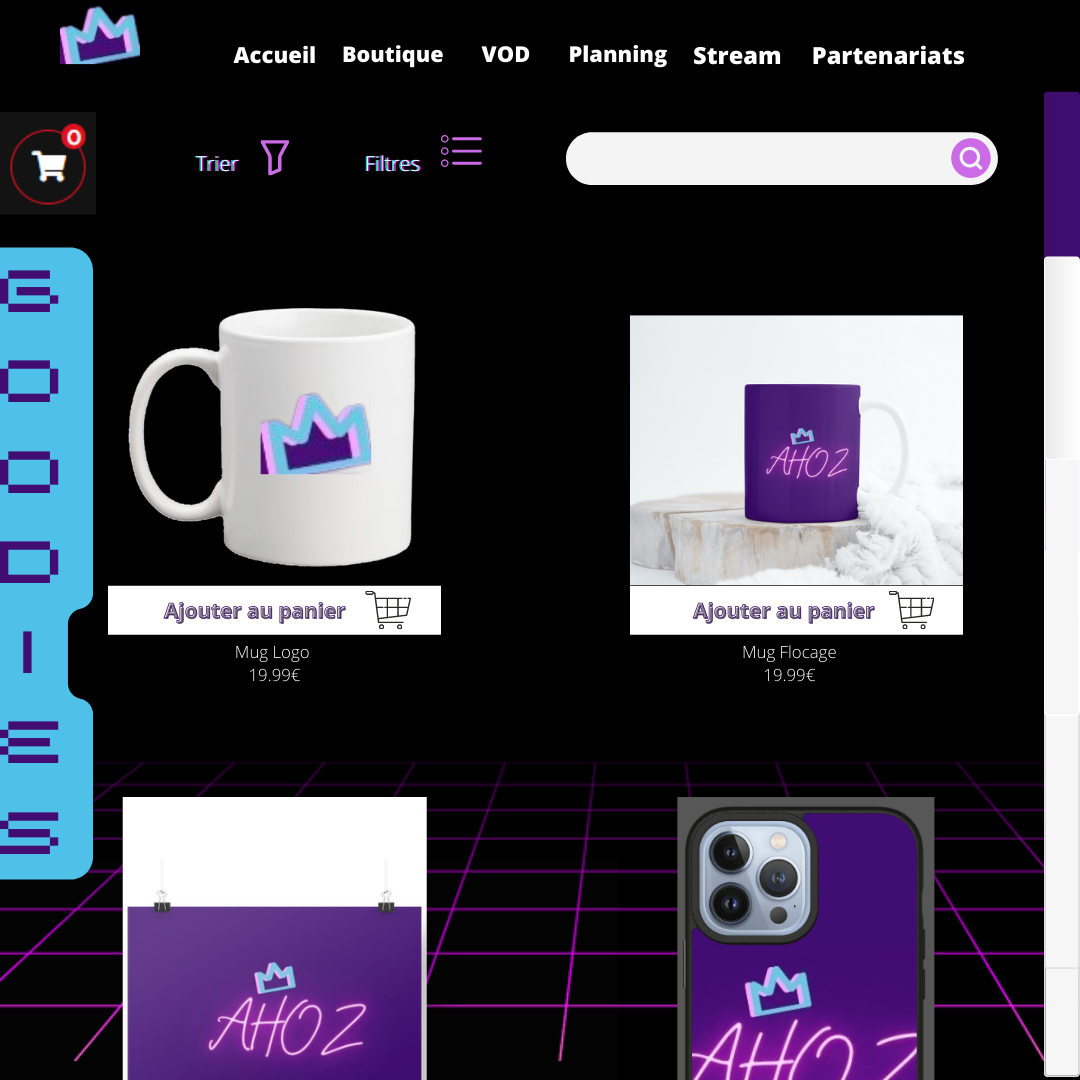 Accueil Boutique VOD Planning Stream Partenariats
0
Trier Filtres
GOODIES
AHOZ
Ajouter au panier
Ajouter au panier
Mug Logo
19.99€
Mug Flocage
19.99€
AHOZ
AHOZ